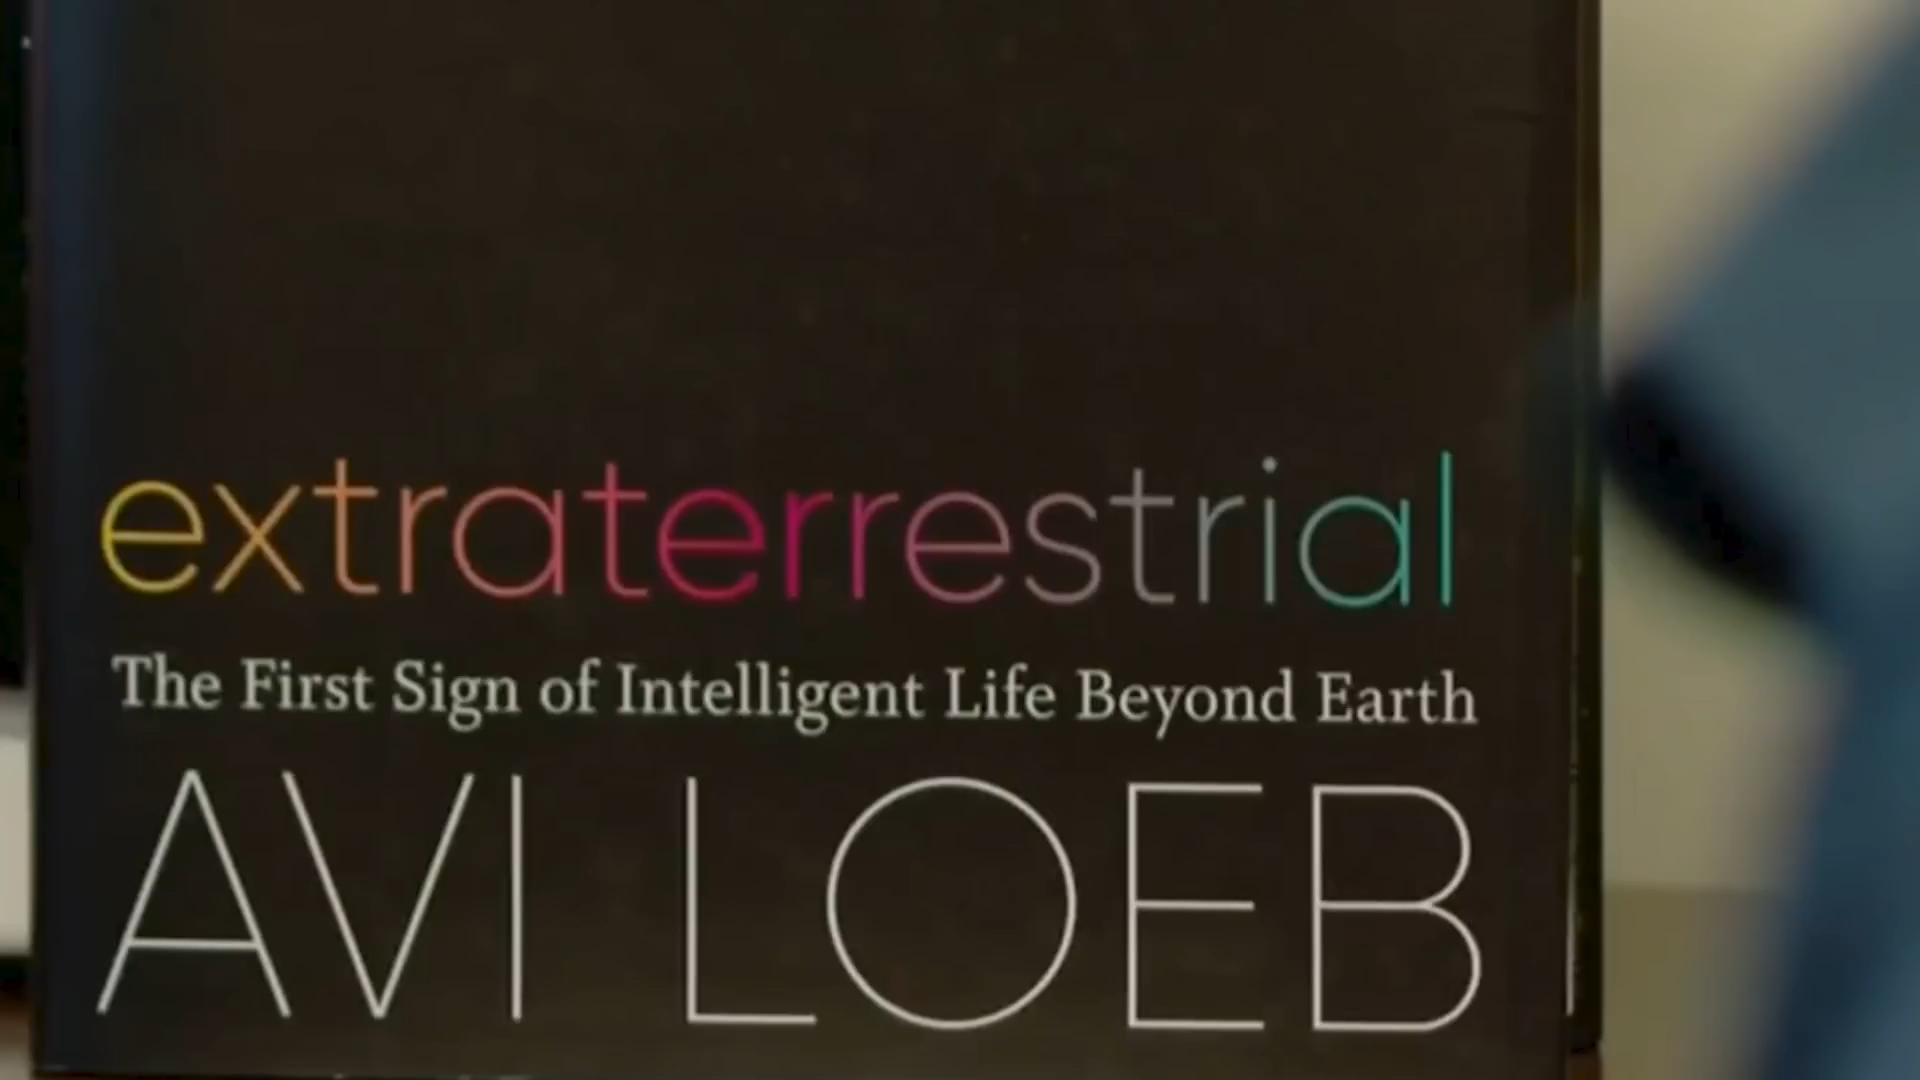 extraterrestrial
The First Sign of Intelligent Life Beyond Earth
AVI LOEB